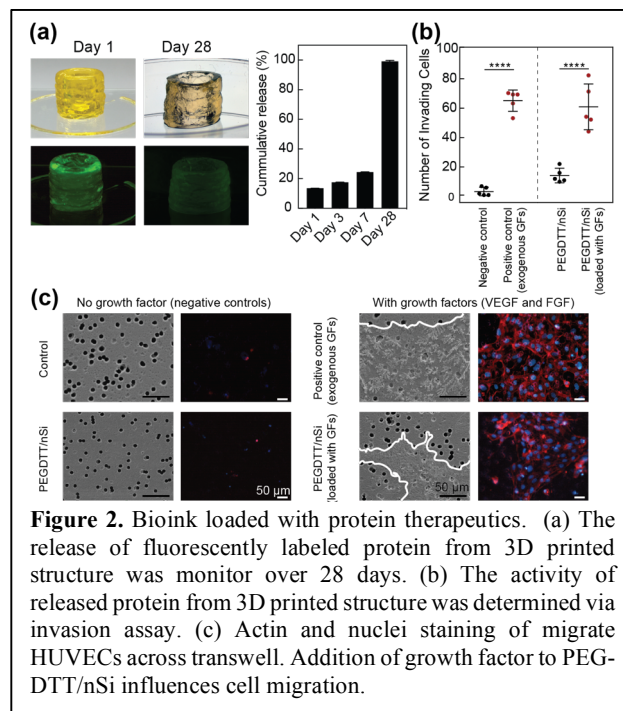 (a)
Day 1
Day 28
Cummulative release (%)
100
80
60
40
20
0
Day 1
Day 3
Day 7
Day 28
(b)
Number of Invading Cells
100
80
60
40
20
0
****
****
Negative control
Positive control
(exogenous GFs)
PEGDTT/nSi
PEGDTT/nSi
(loaded with GFs)
(c)
No growth factor (negative controls)
With growth factors (VEGF and FGF)
Control
Positive control
(exogenous GFs)
PEGDTT/nSi
50 µm
PEGDTT/nSi
(loaded with GFs)
50 µm
Figure 2. Bioink loaded with protein therapeutics. (a) The
release of fluorescently labeled protein from 3D printed
structure was monitor over 28 days. (b) The activity of
released protein from 3D printed structure was determined via
invasion assay. (c) Actin and nuclei staining of migrate
HUVECs across transwell. Addition of growth factor to PEG-
DTT/nSi influences cell migration.